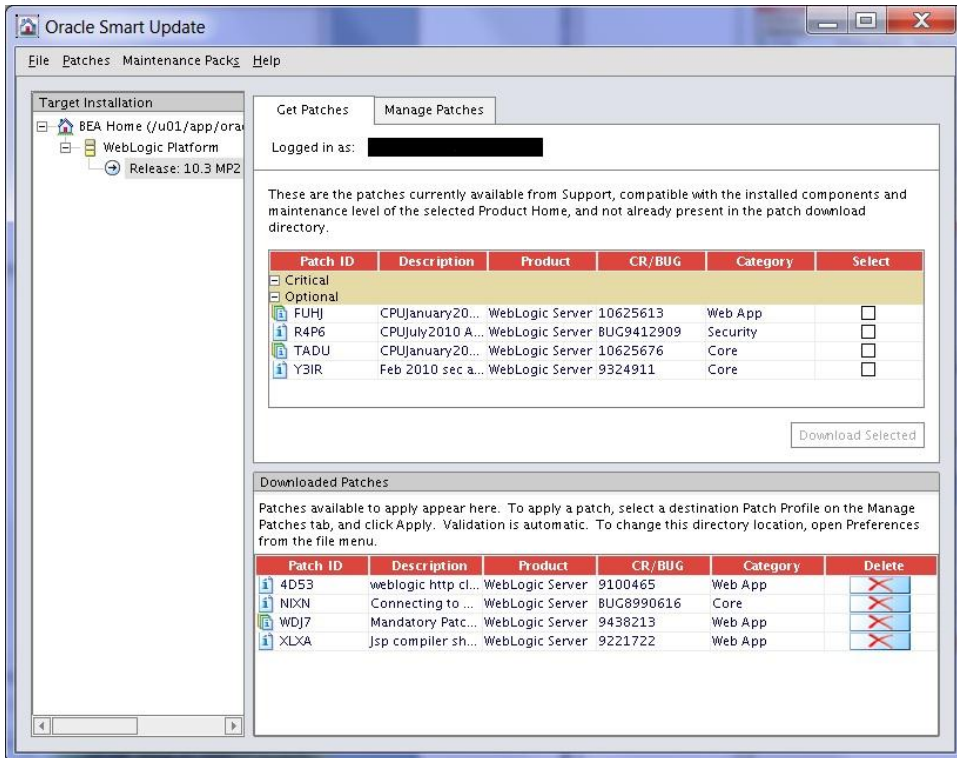 Oracle Smart Update
File Patches Maintenance Packs Help
Target Installation
BEA Home (/u01/app/ora
WebLogic Platform
Release: 10.3 MP2
Get Patches Manage Patches
Logged in as:
These are the patches currently available from Support, compatible with the installed components and
maintenance level of the selected Product Home, and not already present in the patch download
directory.
Patch ID Description Product CR/BUG Category Select
Critical
Optional
FUHJ CPUJanuary20... WebLogic Server 10625613 Web App
R4P6 CPUJuly2010 A... WebLogic Server BUG9412909 Security
TADU CPUJanuary20... WebLogic Server 10625676 Core
Y3IR Feb 2010 sec a... WebLogic Server 9324911 Core
Download Selected
Downloaded Patches
Patches available to apply appear here. To apply a patch, select a destination Patch Profile on the Manage
Patches tab, and click Apply. Validation is automatic. To change this directory location, open Preferences
from the file menu.
Patch ID Description Product CR/BUG Category Delete
4D53 weblogic http cl... WebLogic Server 9100465 Web App
NIXN Connecting to ... WebLogic Server BUG8990616 Core
WDJ7 Mandatory Patc... WebLogic Server 9438213 Web App
XLXA Jsp compiler sh... WebLogic Server 9221722 Web App